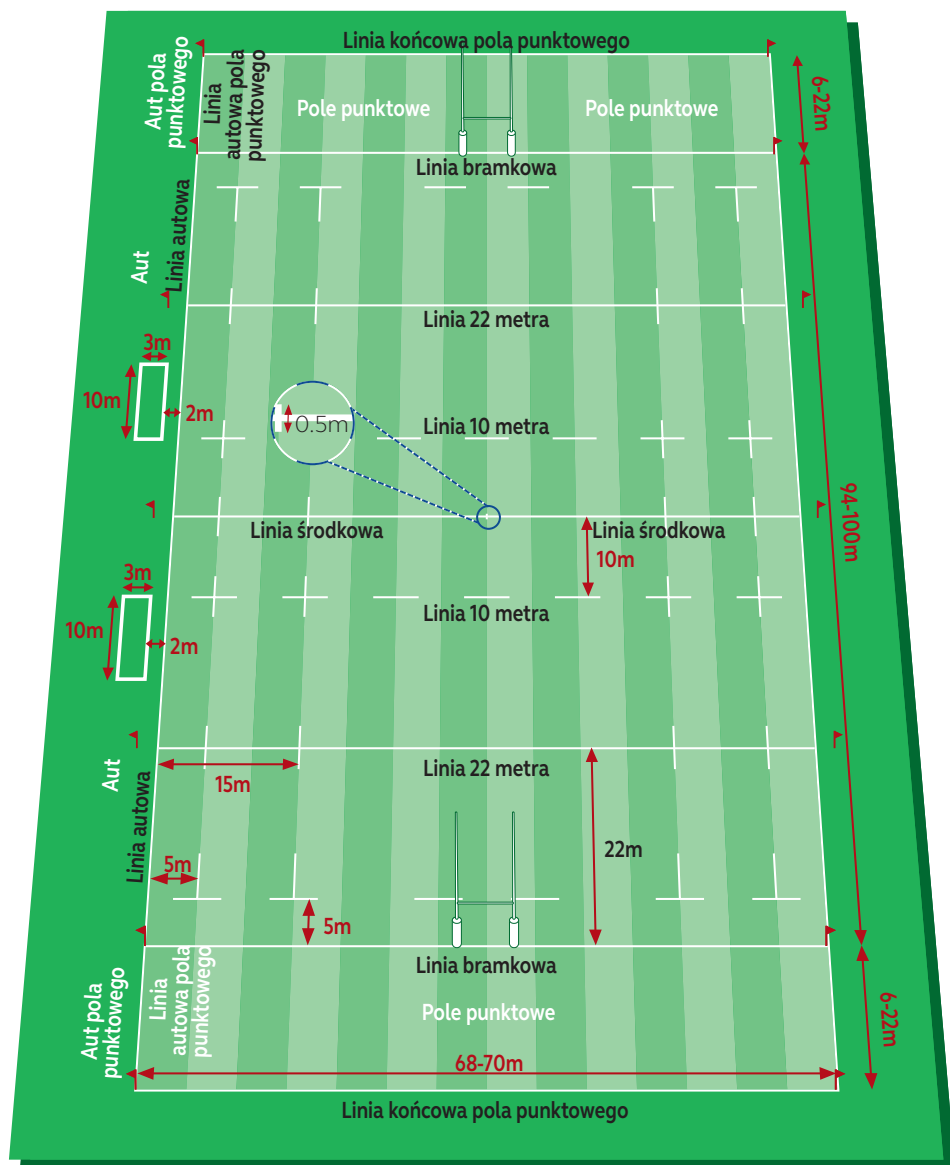 Linia końcowa pola punktowego
Aut pola
punktowego
Linia
autowa pola
punktowego
Pole punktowe
Pole punktowe
6-22m
Linia bramkowa
Linia autowa
Aut
Linia 22 metra
3m
10m
2m
0.5m
Linia 10 metra
94-100m
Linia środkowa
Linia środkowa
10m
3m
10m
2m
Linia 10 metra
Aut
Linia autowa
15m
Linia 22 metra
22m
5m
5m
Linia bramkowa
Aut pola
punktowego
Linia
autowa pola
punktowego
Pole punktowe
6-22m
68-70m
Linia końcowa pola punktowego